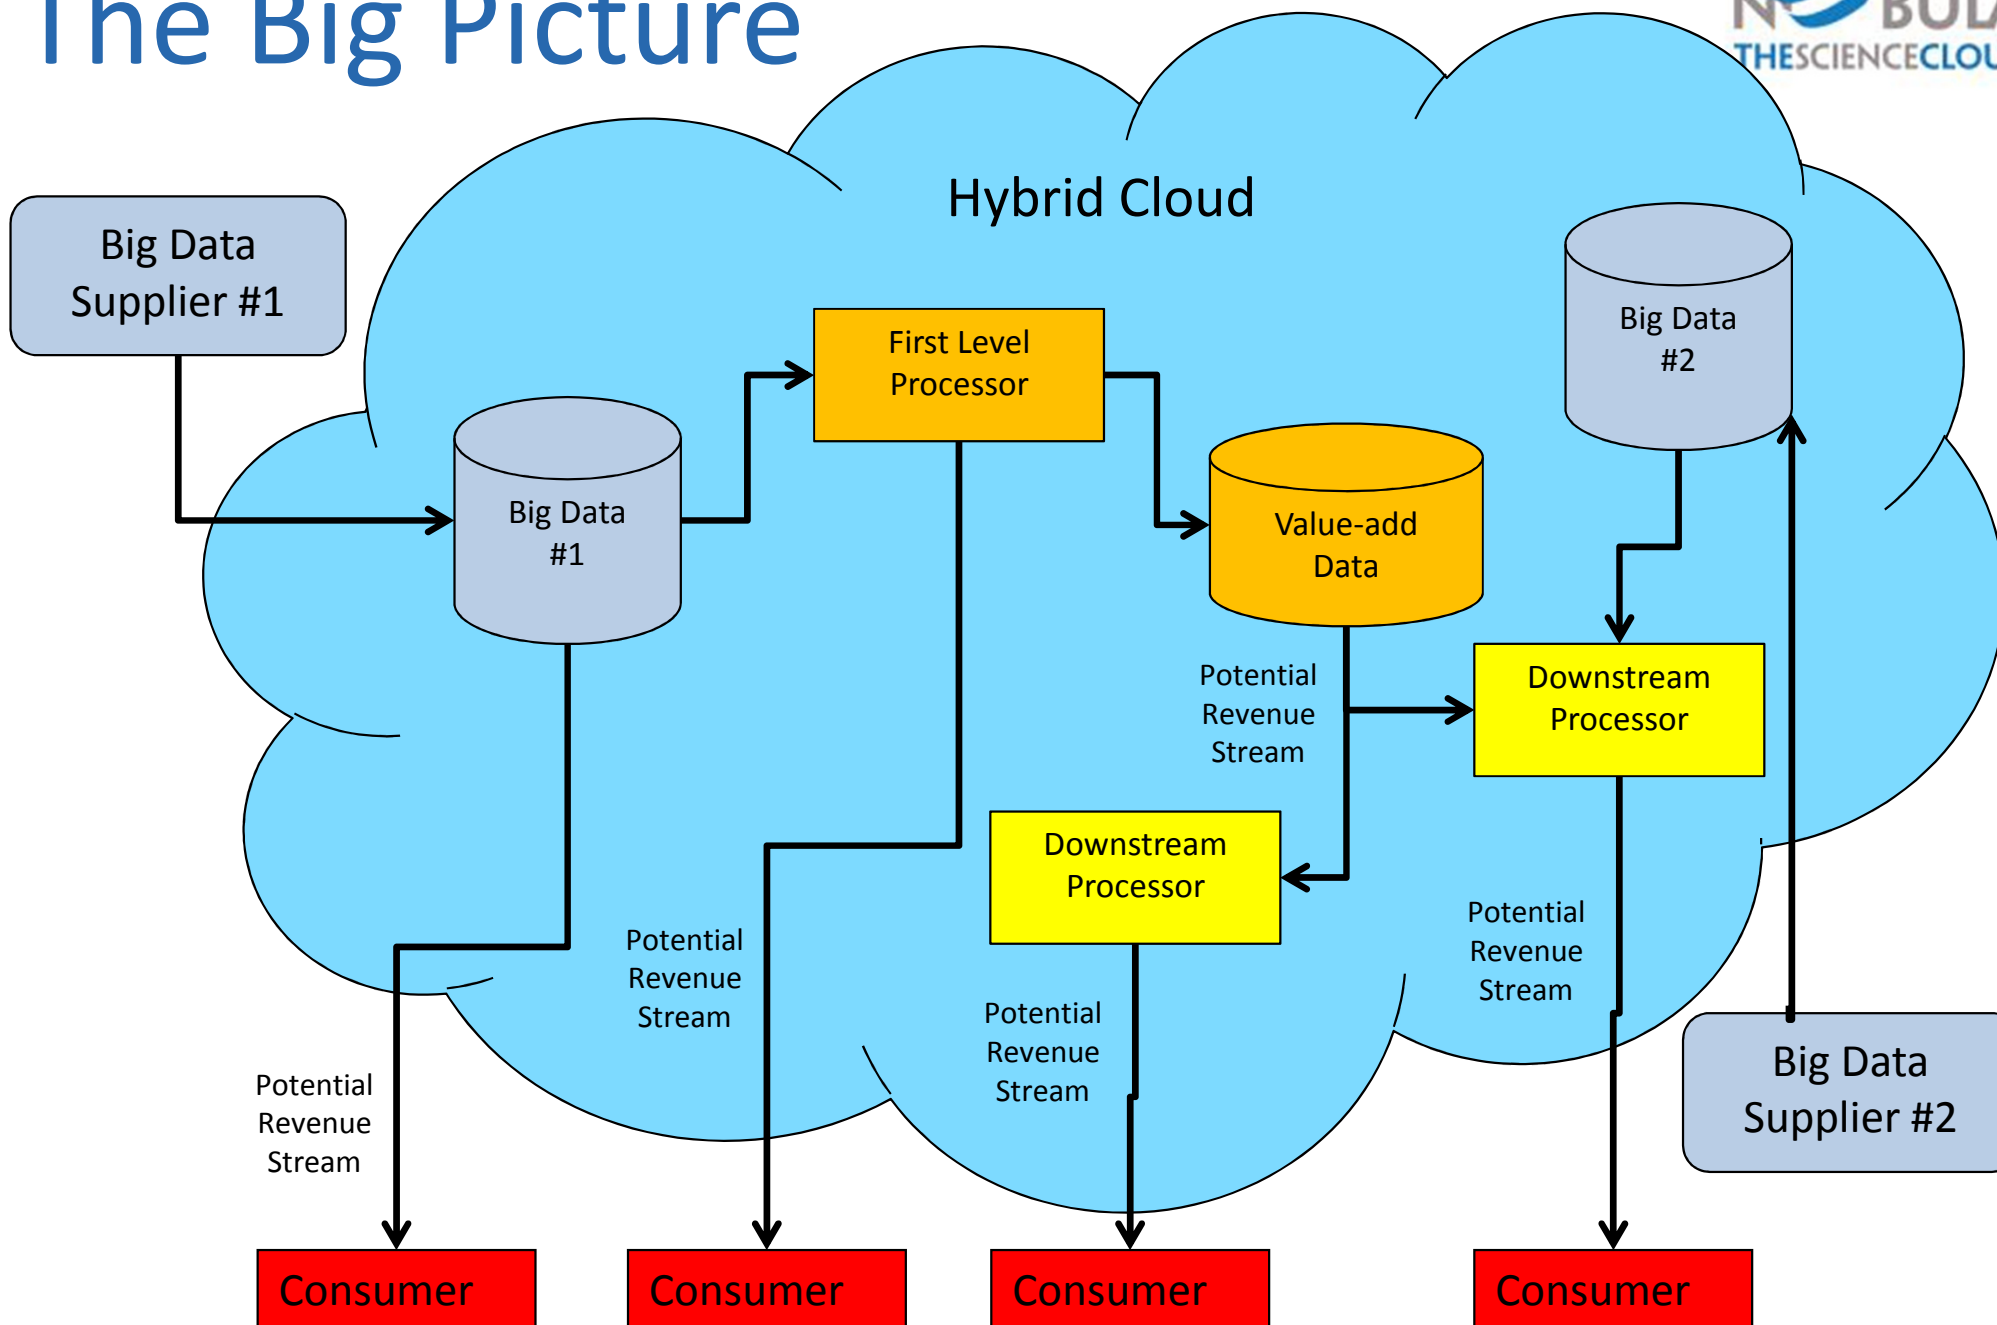 The Big Picture
THESCIENCECLOU
Hybrid Cloud
Big Data
Supplier #1
First Level
Processor
Big Data
#2
Big Data
#1
Value-add
Data
Potential
Revenue
Stream
Downstream
Processor
Downstream
Processor
Potential
Revenue
Stream
Potential
Revenue
Stream
Potential
Revenue
Stream
Potential
Revenue
Stream
Big Data
Supplier #2
Consumer
Consumer
Consumer
Consumer